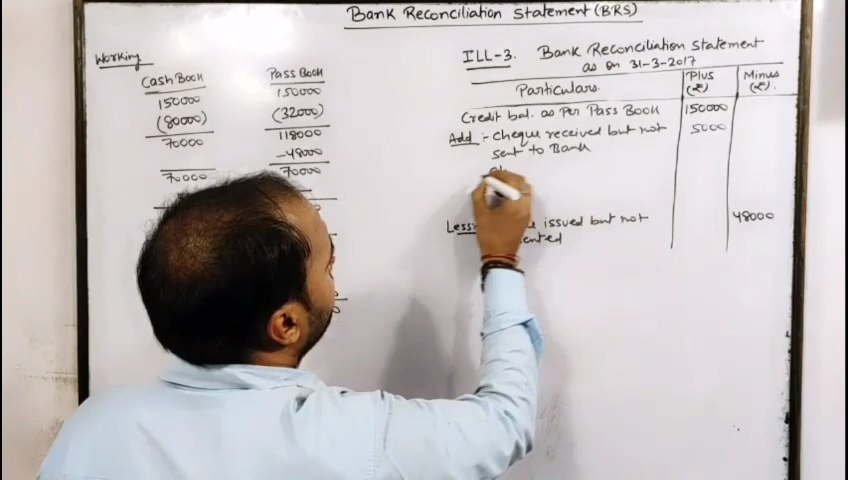 Bank Reconciliation Statement (BRS)
Working
Cash Book
150000
(80000)
70000
70000
Pass Book
150000
(32000)
118000
-48000
70000
ILL-3. Bank Reconciliation Statement
as on 31-3-2017
Particulars. Plus (₹) Minus (₹).
Credit bal. as Per Pass Book 150000
Add :- Cheque received but not 5000
sent to Bank
Less: issued but not 48000